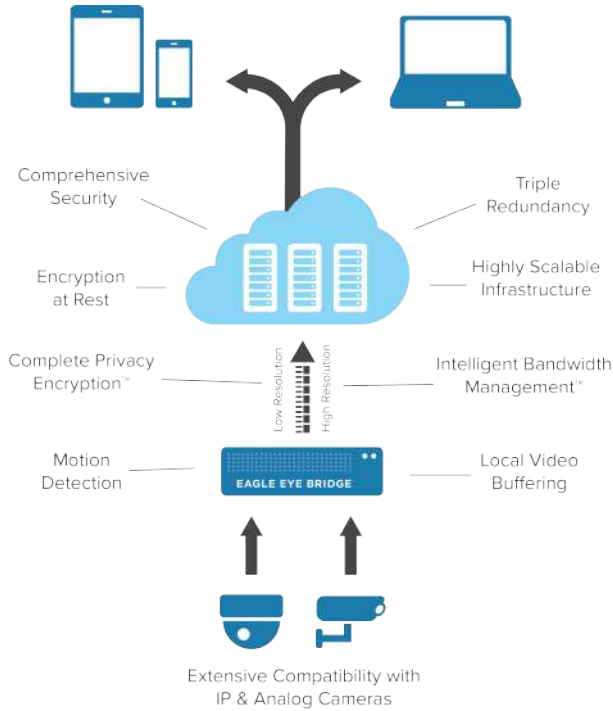 Comprehensive
Security
Triple
Redundancy
Encryption
at Rest
Highly Scalable
Infrastructure
Complete Privacy
Encryption™
Low Resolution
High Resolution
Intelligent Bandwidth
Management™
Motion
Detection
EAGLE EYE BRIDGE
Local Video
Buffering
Extensive Compatibility with
IP & Analog Cameras